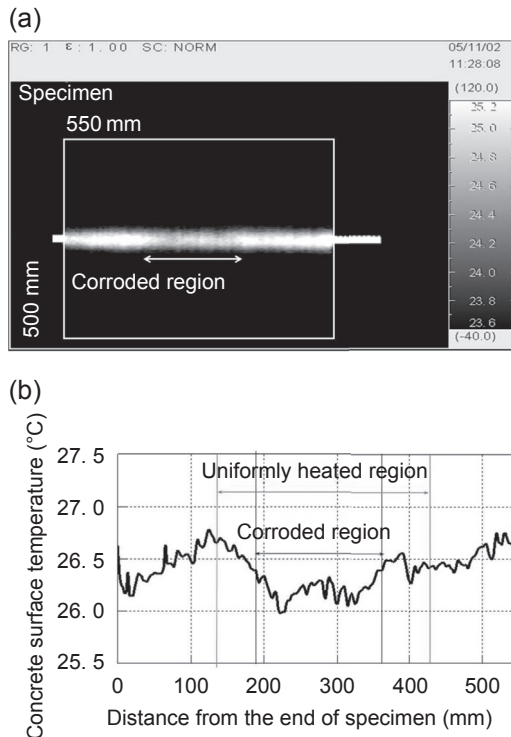 (a)
RG: 1 ε: 1.00 SC: NORM 05/11/02
11:28:08
(120.0)
Specimen
550 mm
500 mm
Corroded region
25.2
25.0
24.8
24.6
24.4
24.2
24.0
23.8
23.6
(-40.0)
(b)
Concrete surface temperature (°C)
27.5
27.0
26.5
26.0
25.5
Uniformly heated region
Corroded region
0 100 200 300 400 500
Distance from the end of specimen (mm)